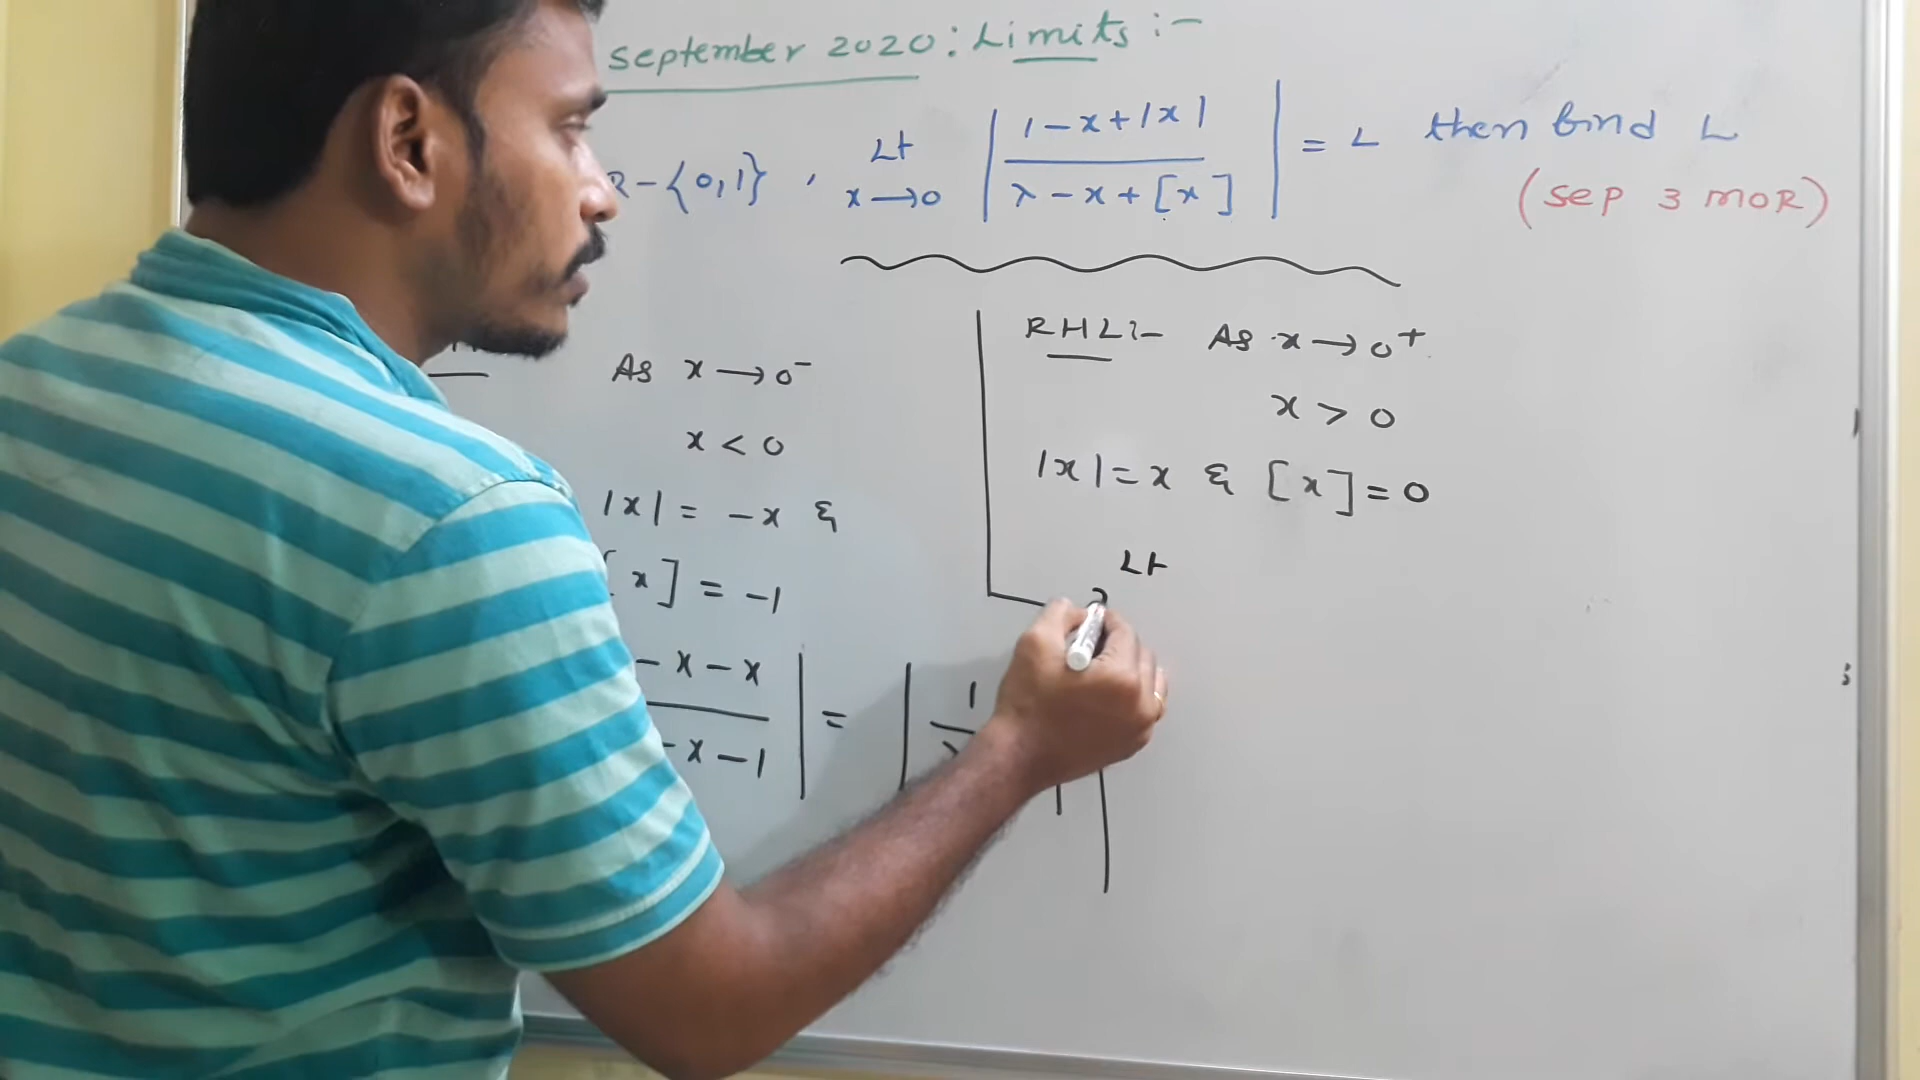 september 2020: Limits :-
R-{0,1} , Lt x→0 | 1-x+|x| / λ-x+[x] | = L then find L
(sep 3 MOR)
As x → 0⁻
x < 0
|x| = -x &
[x] = -1
- x - x / - x - 1 | = | 1 / λ
RHL:- As x → 0⁺
x > 0
|x| = x & [x] = 0
Lt